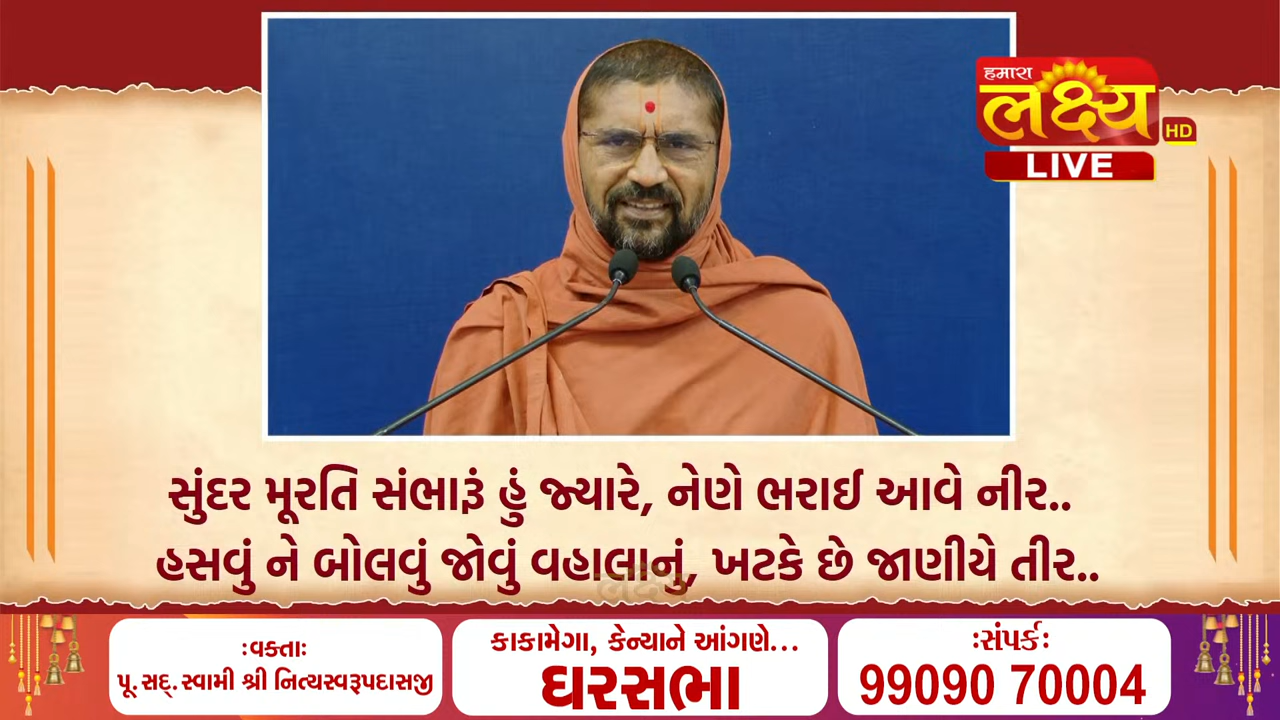 હમારા
લક્ષ્ય
HD
LIVE
સુંદર મૂરતિ સંભારૂં હું જ્યારે, નેણે ભરાઈ આવે નીર..
હસવું ને બોલવું જોવું વહાલાનું, ખટકે છે જાણીયે તીર..
લક્ષ્ય
:વક્તા:
પૂ. સદ્. સ્વામી શ્રી નિત્યસ્વરૂપદાસજી
કાકામેગા, કેન્યાને આંગણે...
ઘરસભા
:સંપર્ક:
99090 70004